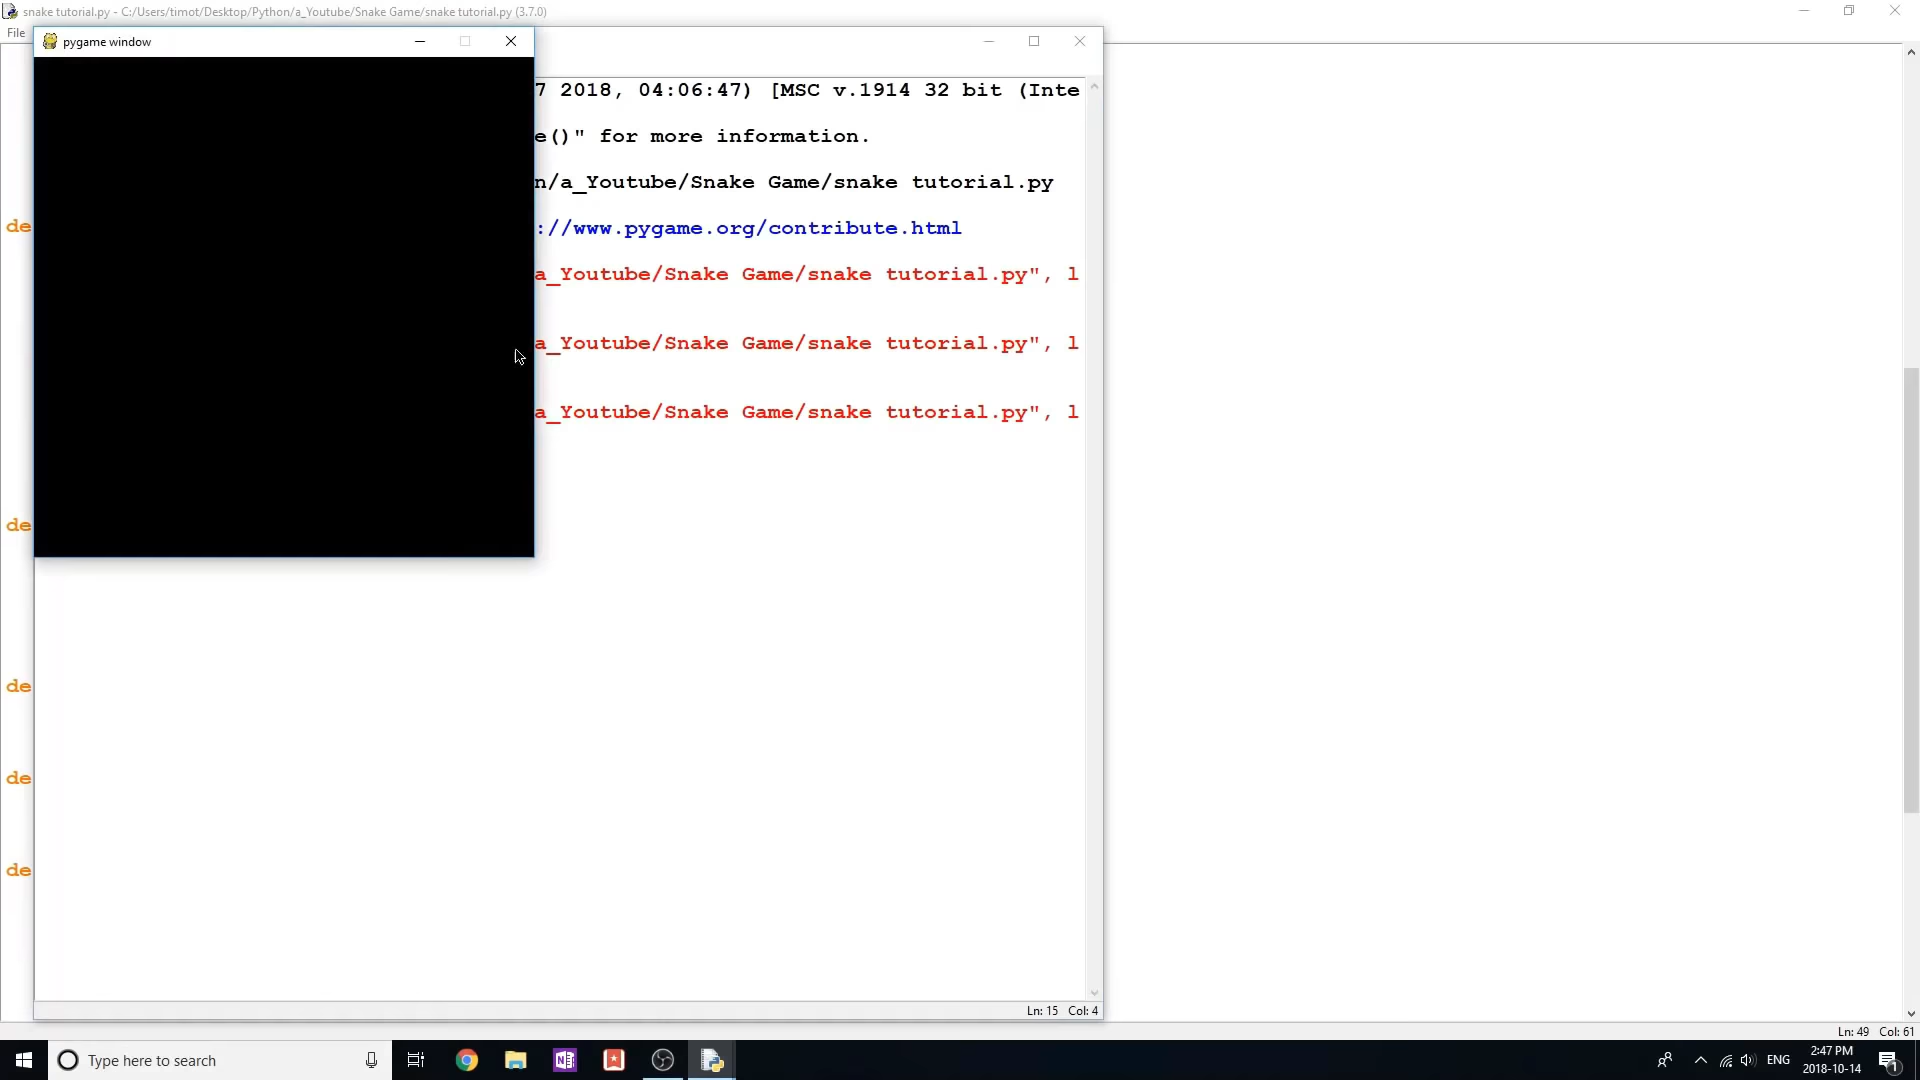 snake tutorial.py - C:/Users/timot/Desktop/Python/a_Youtube/Snake Game/snake tutorial.py (3.7.0)
File
pygame window
7 2018, 04:06:47) [MSC v.1914 32 bit (Inte
e()" for more information.
n/a_Youtube/Snake Game/snake tutorial.py
://www.pygame.org/contribute.html
a_Youtube/Snake Game/snake tutorial.py", l
a_Youtube/Snake Game/snake tutorial.py", l
a_Youtube/Snake Game/snake tutorial.py", l
de
de
de
de
de
Ln: 15 Col: 4
Ln: 49 Col: 61
Type here to search
ENG
2:47 PM
2018-10-14
1